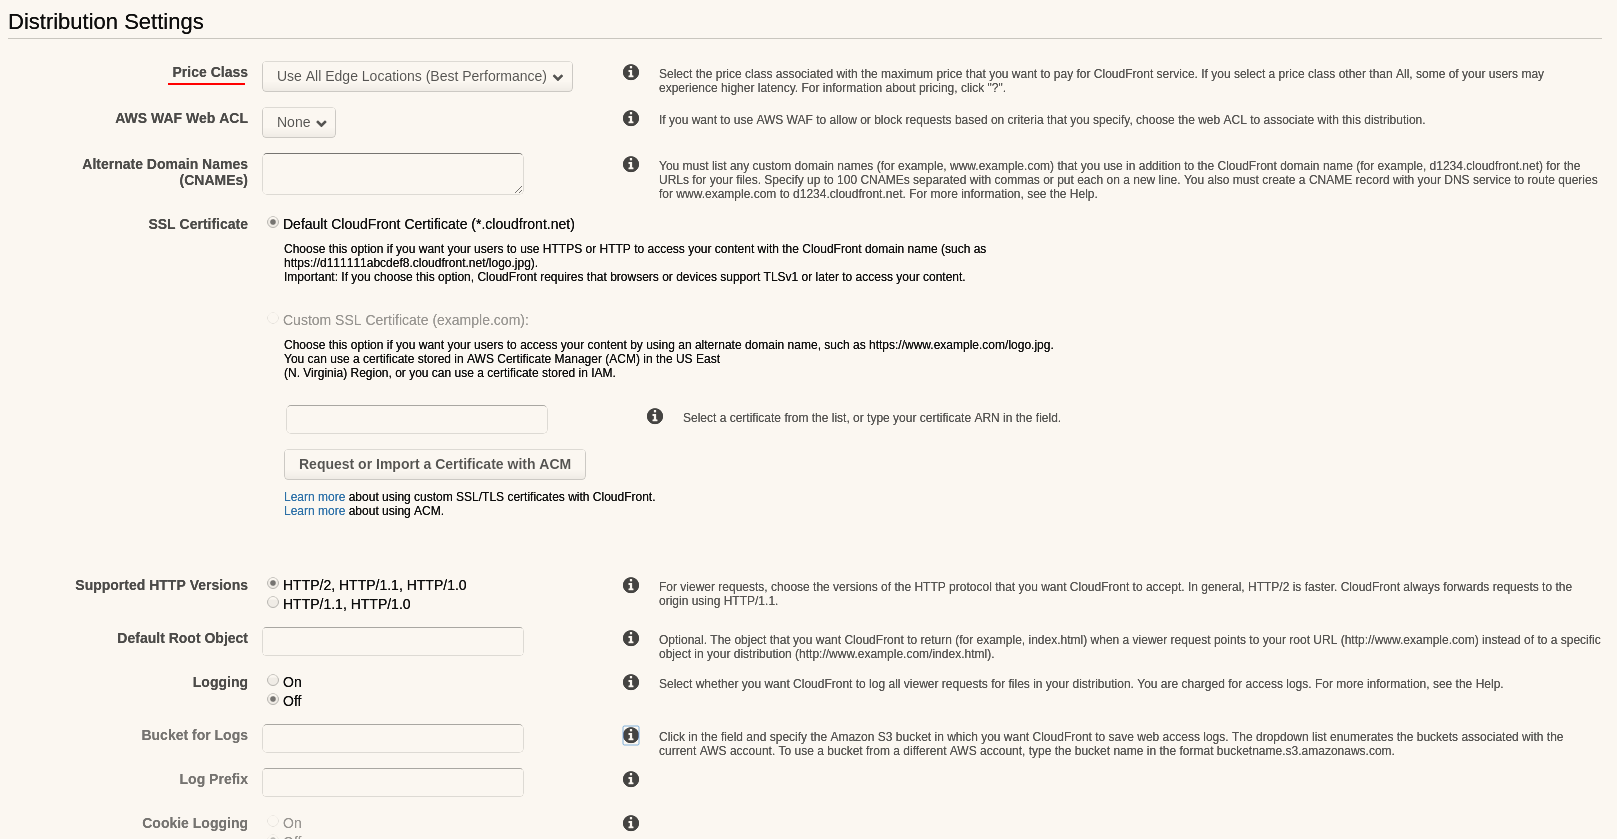 Distribution Settings
Price Class
Use All Edge Locations (Best Performance)
Select the price class associated with the maximum price that you want to pay for CloudFront service. If you select a price class other than All, some of your users may
experience higher latency. For information about pricing, click "?".
AWS WAF Web ACL
None
If you want to use AWS WAF to allow or block requests based on criteria that you specify, choose the web ACL to associate with this distribution.
Alternate Domain Names
(CNAMEs)
You must list any custom domain names (for example, www.example.com) that you use in addition to the CloudFront domain name (for example, d1234.cloudfront.net) for the
URLs for your files. Specify up to 100 CNAMEs separated with commas or put each on a new line. You also must create a CNAME record with your DNS service to route queries
for www.example.com to d1234.cloudfront.net. For more information, see the Help.
SSL Certificate
Default CloudFront Certificate (*.cloudfront.net)
Choose this option if you want your users to use HTTPS or HTTP to access your content with the CloudFront domain name (such as
https://d111111abcdef8.cloudfront.net/logo.jpg).
Important: If you choose this option, CloudFront requires that browsers or devices support TLSv1 or later to access your content.
Custom SSL Certificate (example.com):
Choose this option if you want your users to access your content by using an alternate domain name, such as https://www.example.com/logo.jpg.
You can use a certificate stored in AWS Certificate Manager (ACM) in the US East
(N. Virginia) Region, or you can use a certificate stored in IAM.
Select a certificate from the list, or type your certificate ARN in the field.
Request or Import a Certificate with ACM
Learn more about using custom SSL/TLS certificates with CloudFront.
Learn more about using ACM.
Supported HTTP Versions
HTTP/2, HTTP/1.1, HTTP/1.0
HTTP/1.1, HTTP/1.0
For viewer requests, choose the versions of the HTTP protocol that you want CloudFront to accept. In general, HTTP/2 is faster. CloudFront always forwards requests to the
origin using HTTP/1.1.
Default Root Object
Optional. The object that you want CloudFront to return (for example, index.html) when a viewer request points to your root URL (http://www.example.com) instead of to a specific
object in your distribution (http://www.example.com/index.html).
Logging
On
Off
Select whether you want CloudFront to log all viewer requests for files in your distribution. You are charged for access logs. For more information, see the Help.
Bucket for Logs
Click in the field and specify the Amazon S3 bucket in which you want CloudFront to save web access logs. The dropdown list enumerates the buckets associated with the
current AWS account. To use a bucket from a different AWS account, type the bucket name in the format bucketname.s3.amazonaws.com.
Log Prefix
Cookie Logging
On